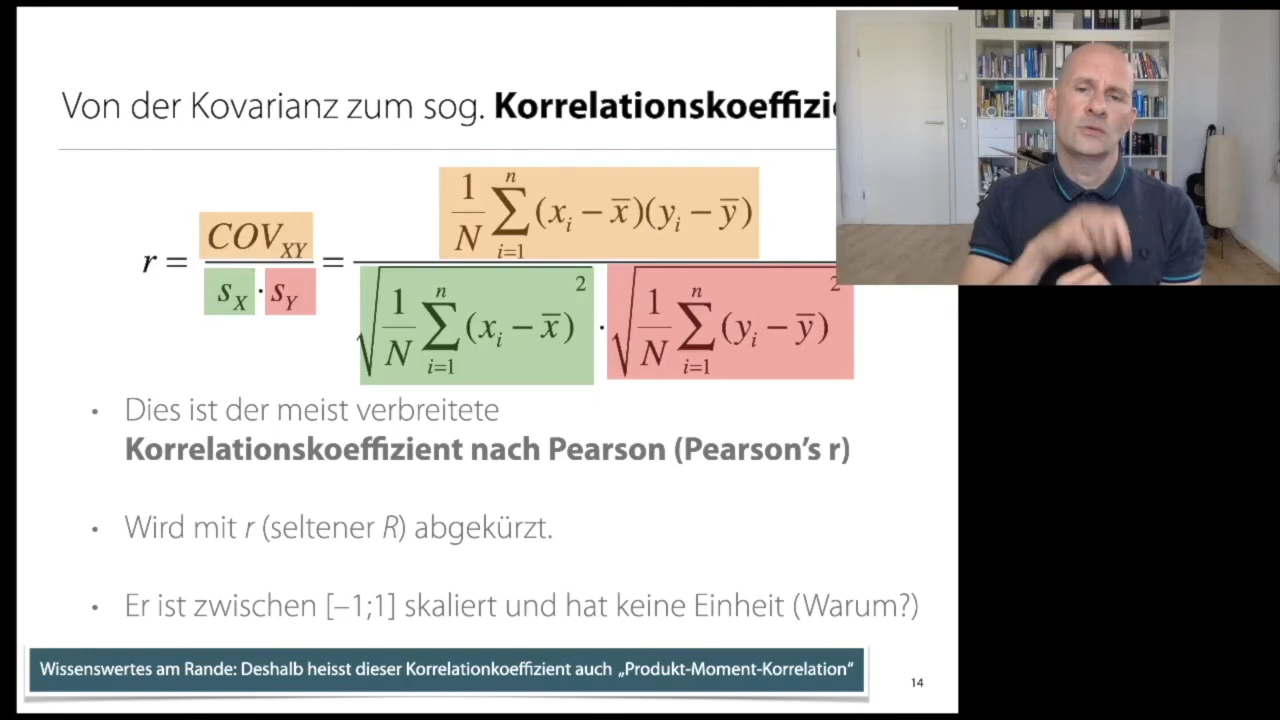 Von der Kovarianz zum sog. Korrelationskoeffizi
r = COV_XY / (s_X · s_Y) = 1/N ∑_{i=1}^{n} (x_i − x̅)(y_i − y̅) / (√(1/N ∑_{i=1}^{n} (x_i − x̅)²) · √(1/N ∑_{i=1}^{n} (y_i − y̅)²))
• Dies ist der meist verbreitete
Korrelationskoeffizient nach Pearson (Pearson’s r)
• Wird mit r (seltener R) abgekürzt.
• Er ist zwischen [–1;1] skaliert und hat keine Einheit (Warum?)
Wissenswertes am Rande: Deshalb heisst dieser Korrelationkoeffizient auch „Produkt-Moment-Korrelation“
14